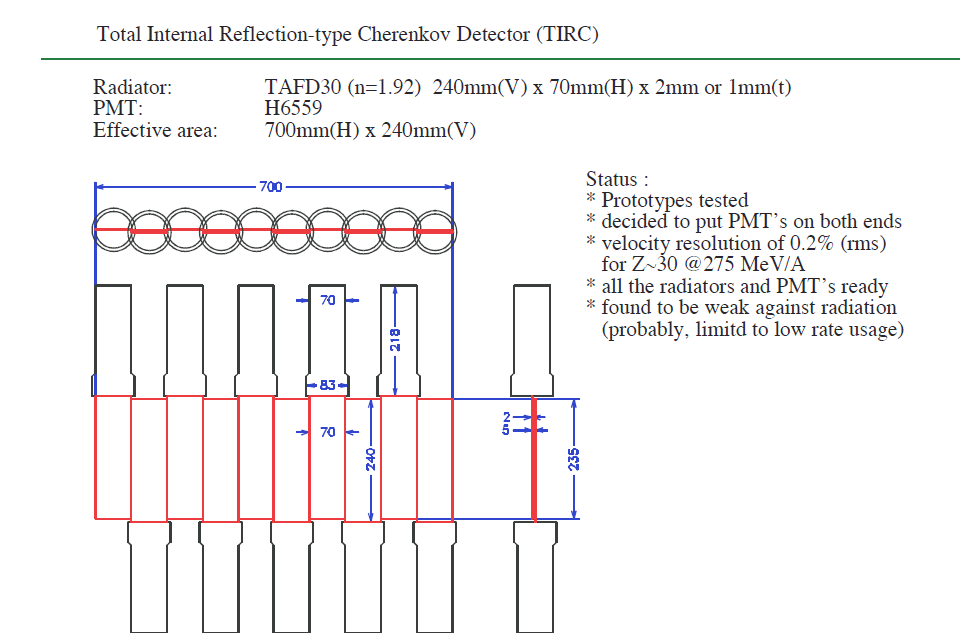 Total Internal Reflection-type Cherenkov Detector (TIRC)
Radiator: TAFD30 (n=1.92) 240mm(V) x 70mm(H) x 2mm or 1mm(t)
PMT: H6559
Effective area: 700mm(H) x 240mm(V)
Status :
* Prototypes tested
* decided to put PMT's on both ends
* velocity resolution of 0.2% (rms)
for Z~30 @275 MeV/A
* all the radiators and PMT's ready
* found to be weak against radiation
(probably, limitd to low rate usage)
700
70
218
83
70
240
2
5
235